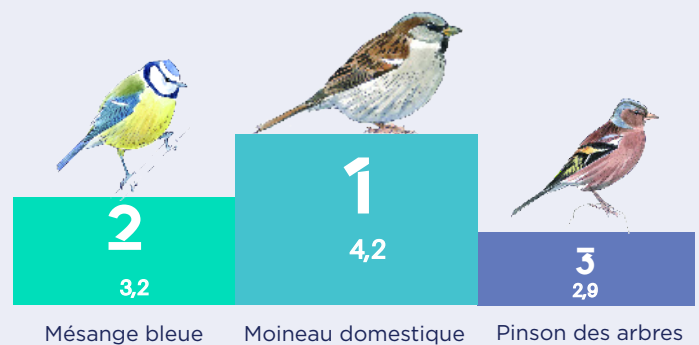 2
3,2
1
4,2
3
2,9
Mésange bleue
Moineau domestique
Pinson des arbres